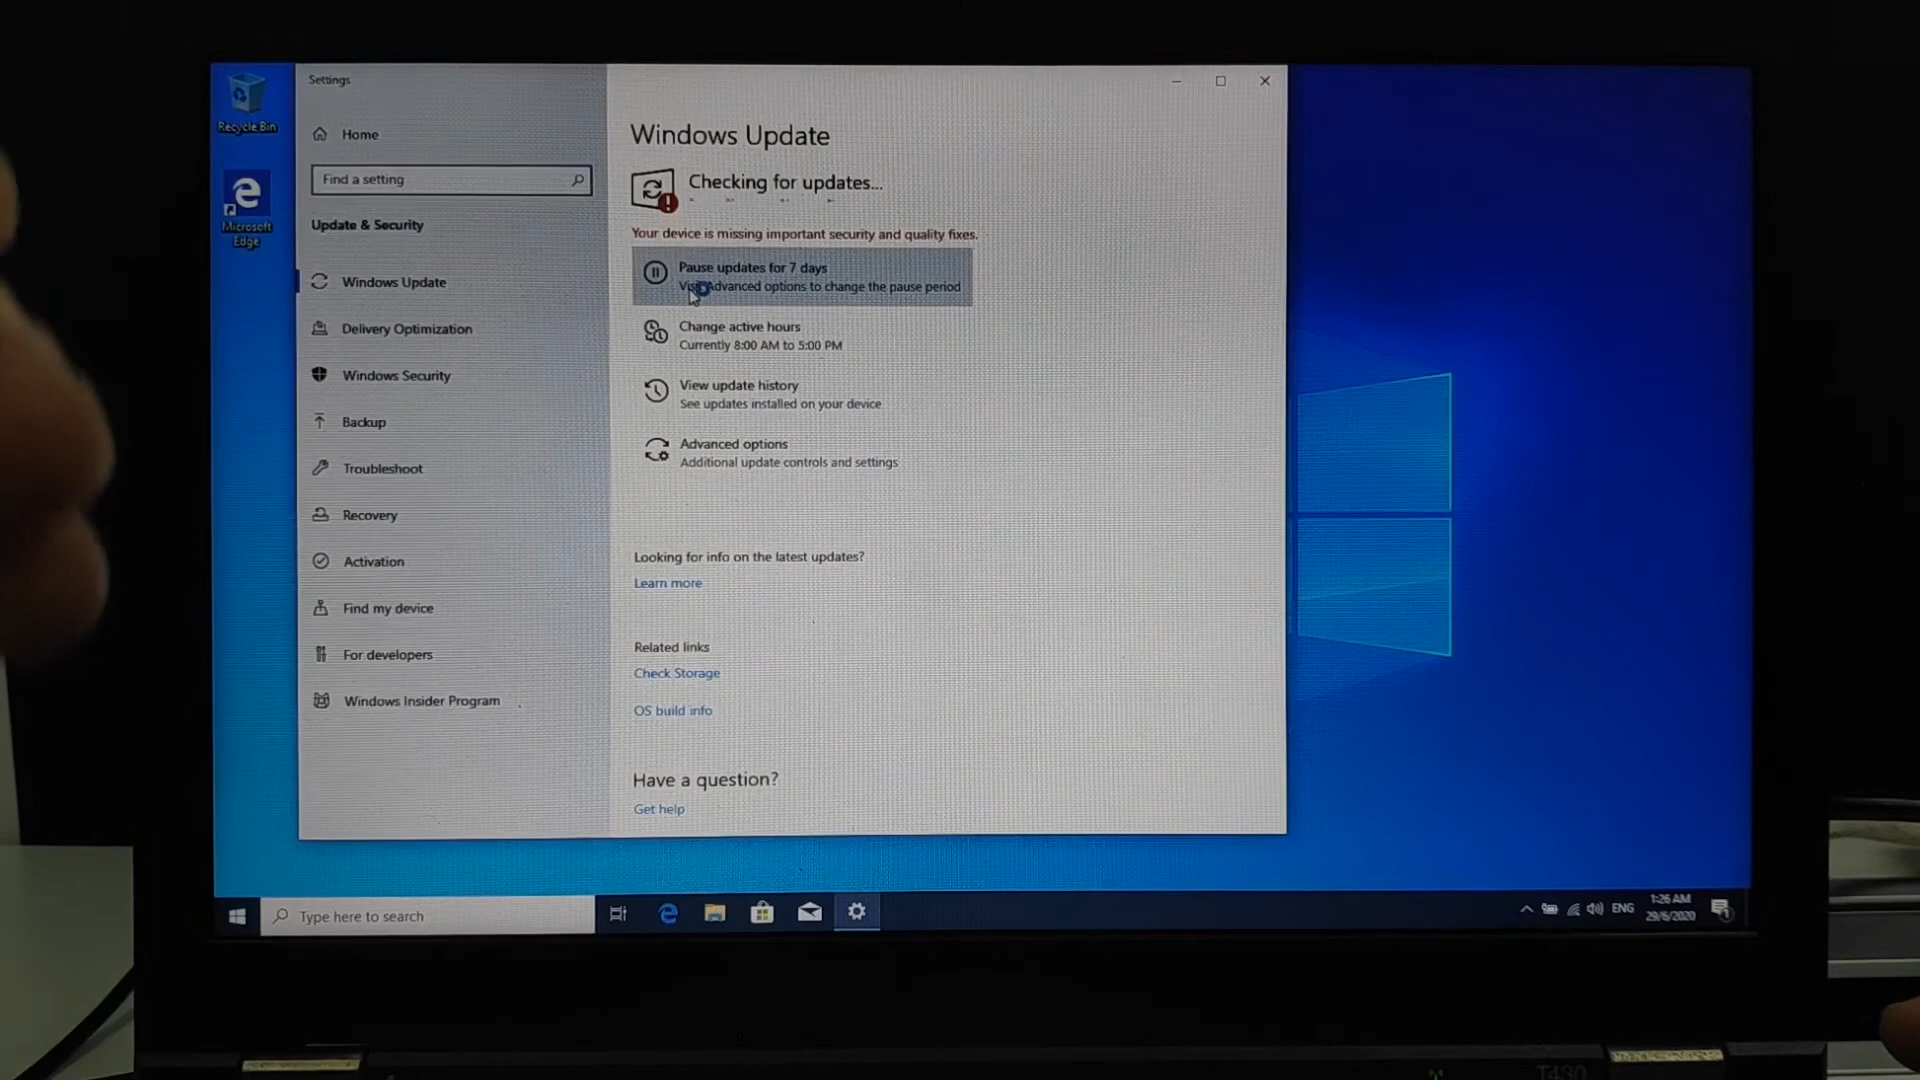 Recycle Bin
Microsoft
Edge
Settings
Home
Find a setting
Update & Security
Windows Update
Delivery Optimization
Windows Security
Backup
Troubleshoot
Recovery
Activation
Find my device
For developers
Windows Insider Program
Windows Update
Checking for updates...
Your device is missing important security and quality fixes.
Pause updates for 7 days
Advanced options to change the pause period
Change active hours
Currently 8:00 AM to 5:00 PM
View update history
See updates installed on your device
Advanced options
Additional update controls and settings
Looking for info on the latest updates?
Learn more
Related links
Check Storage
OS build info
Have a question?
Get help
Type here to search
ENG
1:26 AM
29/6/2020
T430